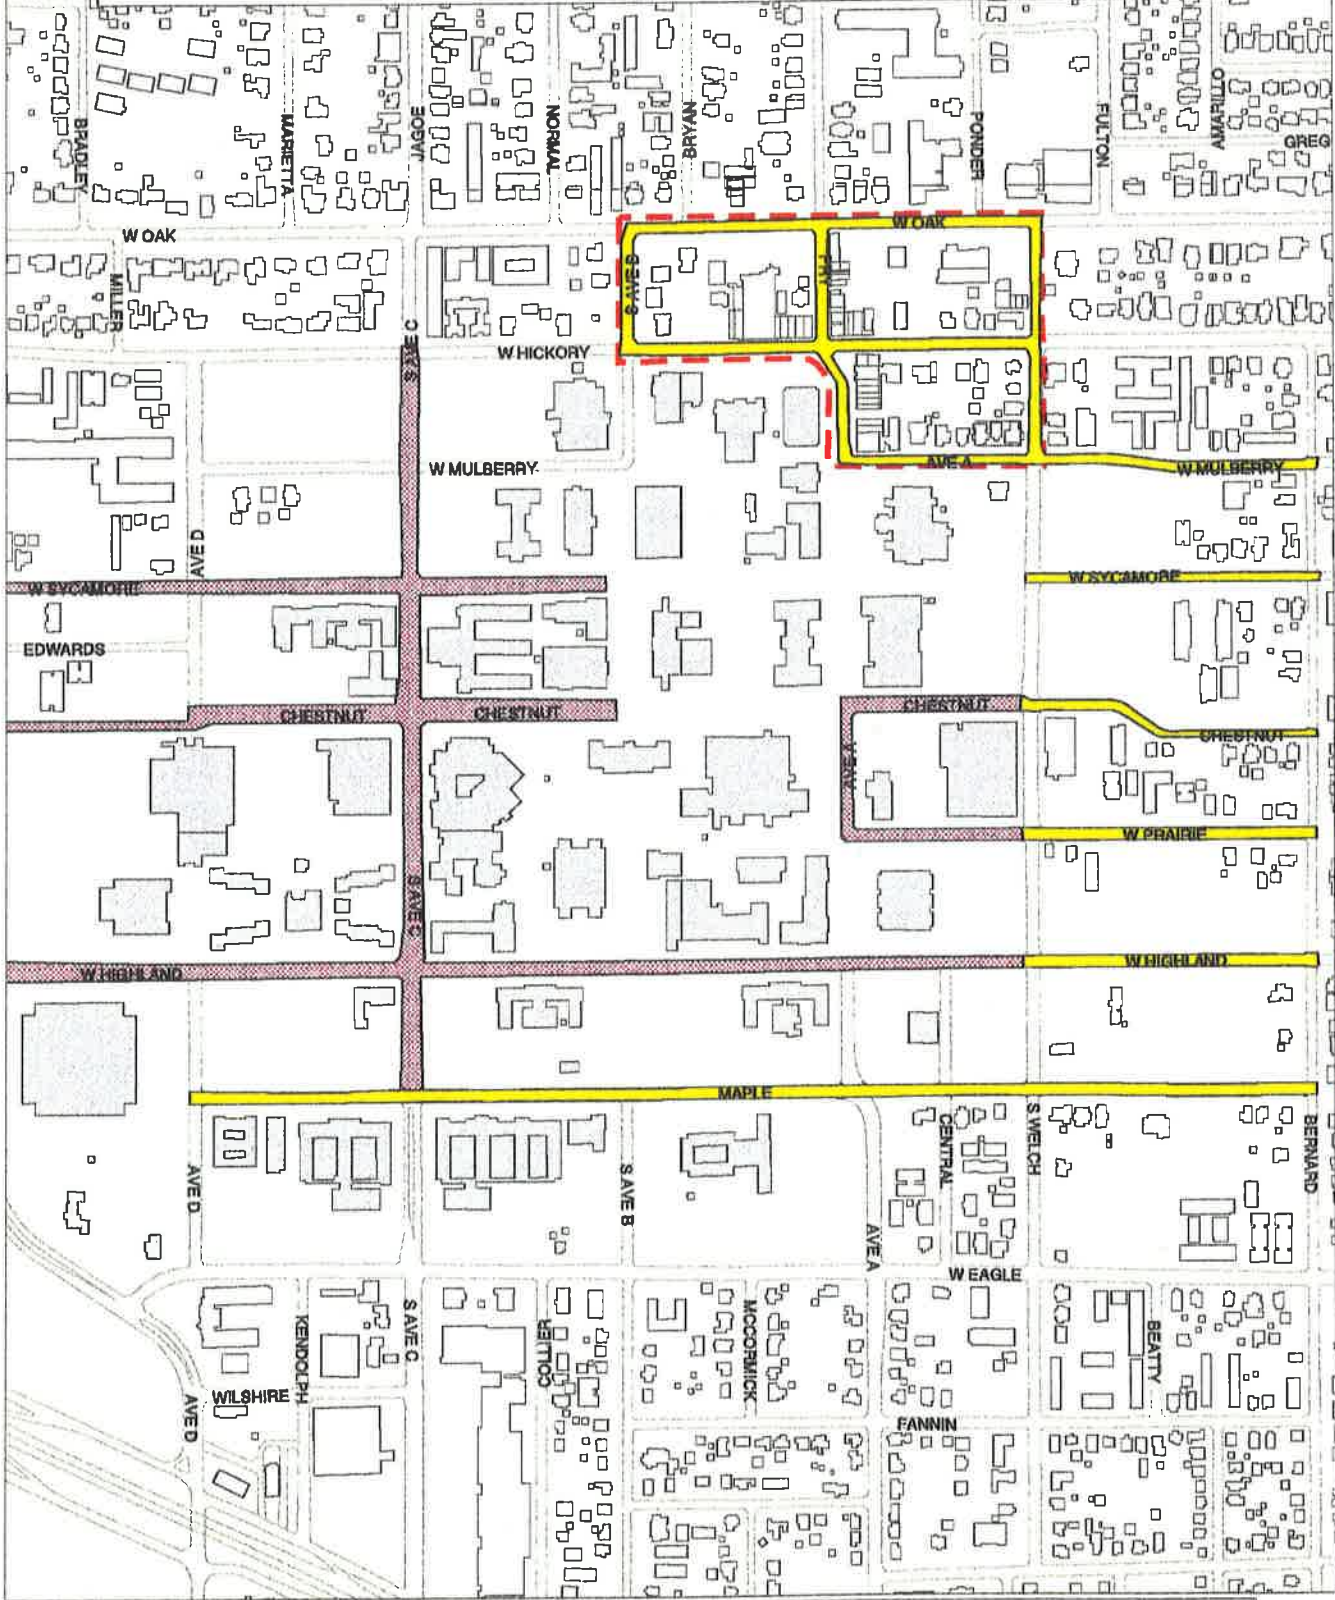 BRADLEY
MARIETTA
JAGOE
NORMAL
BRYAN
PONDER
FULTON
AMARILLO
GREG
W OAK
W OAK
MILLER
S AVE B
FRY
S AVE C
W HICKORY
W MULBERRY
AVE A
W MULBERRY
AVE D
W SYCAMORE
W SYCAMORE
EDWARDS
CHESTNUT
CHESTNUT
CHESTNUT
CHESTNUT
AVE A
W PRAIRIE
S AVE C
W HIGHLAND
W HIGHLAND
MAPLE
CENTRAL
S WELCH
BERNARD
AVE D
S AVE B
AVE A
W EAGLE
KENDOLPH
S AVE C
COLLIER
MCCORMICK
BEATTY
WILSHIRE
AVE D
FANNIN